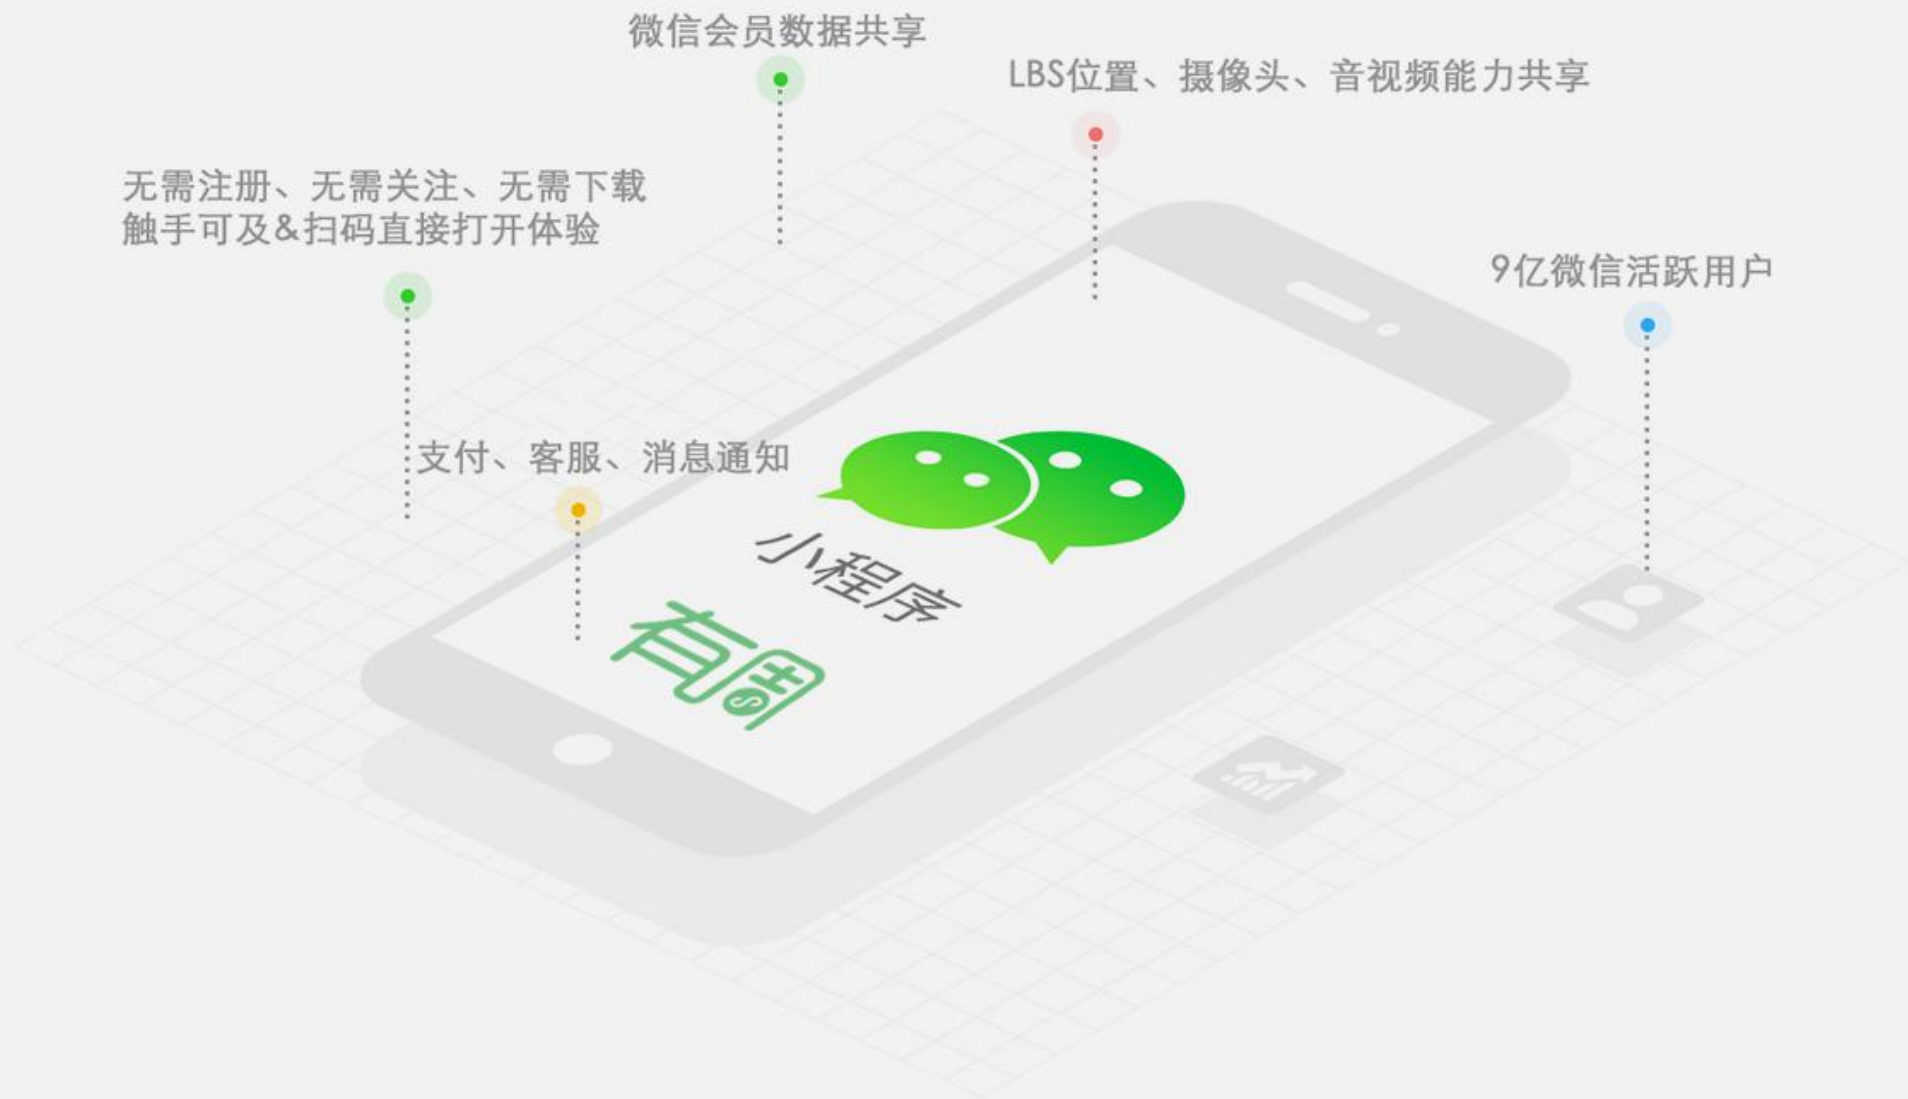 微信会员数据共享
LBS位置、摄像头、音视频能力共享
无需注册、无需关注、无需下载
触手可及&扫码直接打开体验
9亿微信活跃用户
支付、客服、消息通知
小程序
有周